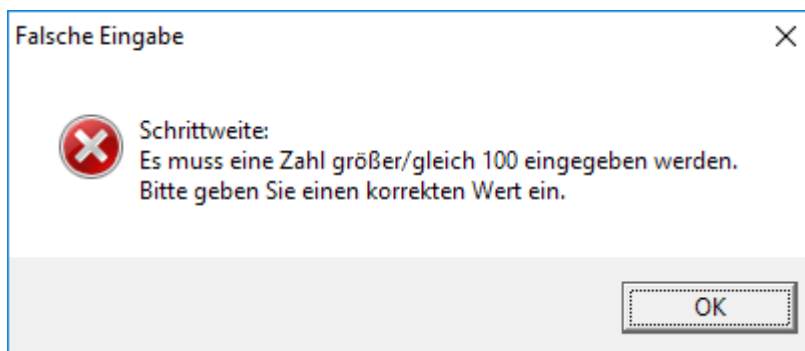 Falsche Eingabe
Schrittweite:
Es muss eine Zahl größer/gleich 100 eingegeben werden.
Bitte geben Sie einen korrekten Wert ein.
OK